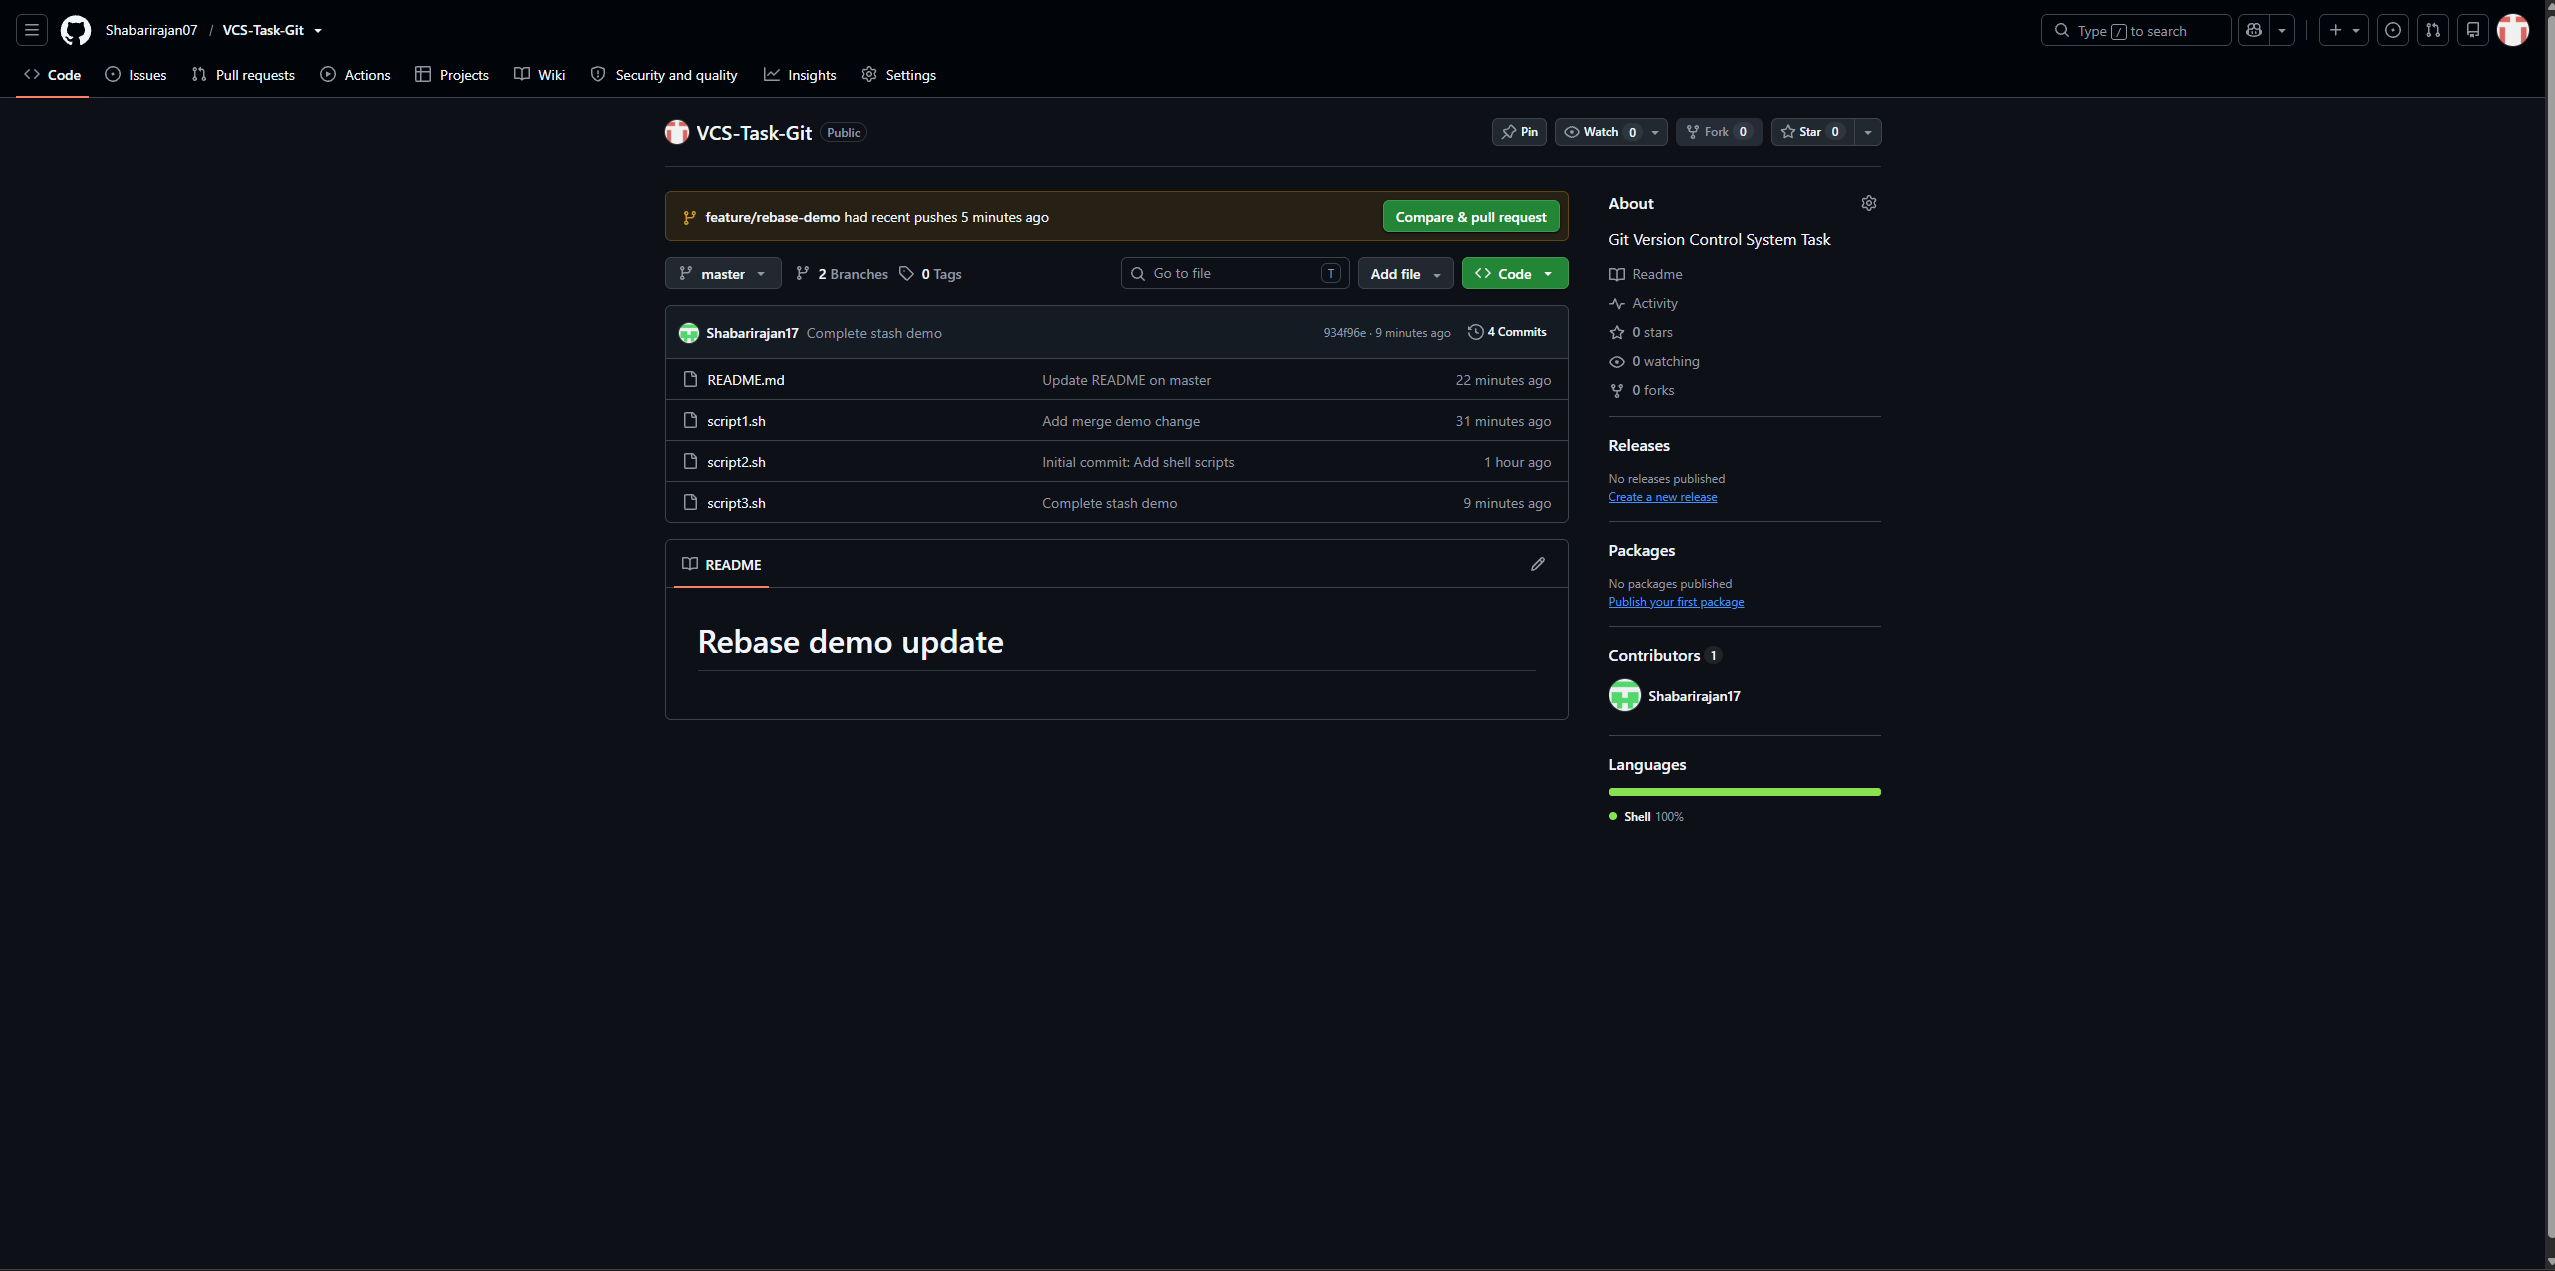 Shabarirajan07 / VCS-Task-Git
Type / to search
Code Issues Pull requests Actions Projects Wiki Security and quality Insights Settings
VCS-Task-Git Public
Pin Watch 0 Fork 0 Star 0
feature/rebase-demo had recent pushes 5 minutes ago
Compare & pull request
master 2 Branches 0 Tags
Go to file T Add file Code
Shabarirajan17 Complete stash demo 934f96e · 9 minutes ago 4 Commits
README.md Update README on master 22 minutes ago
script1.sh Add merge demo change 31 minutes ago
script2.sh Initial commit: Add shell scripts 1 hour ago
script3.sh Complete stash demo 9 minutes ago
README
Rebase demo update
About
Git Version Control System Task
Readme
Activity
0 stars
0 watching
0 forks
Releases
No releases published
Create a new release
Packages
No packages published
Publish your first package
Contributors 1
Shabarirajan17
Languages
Shell 100%